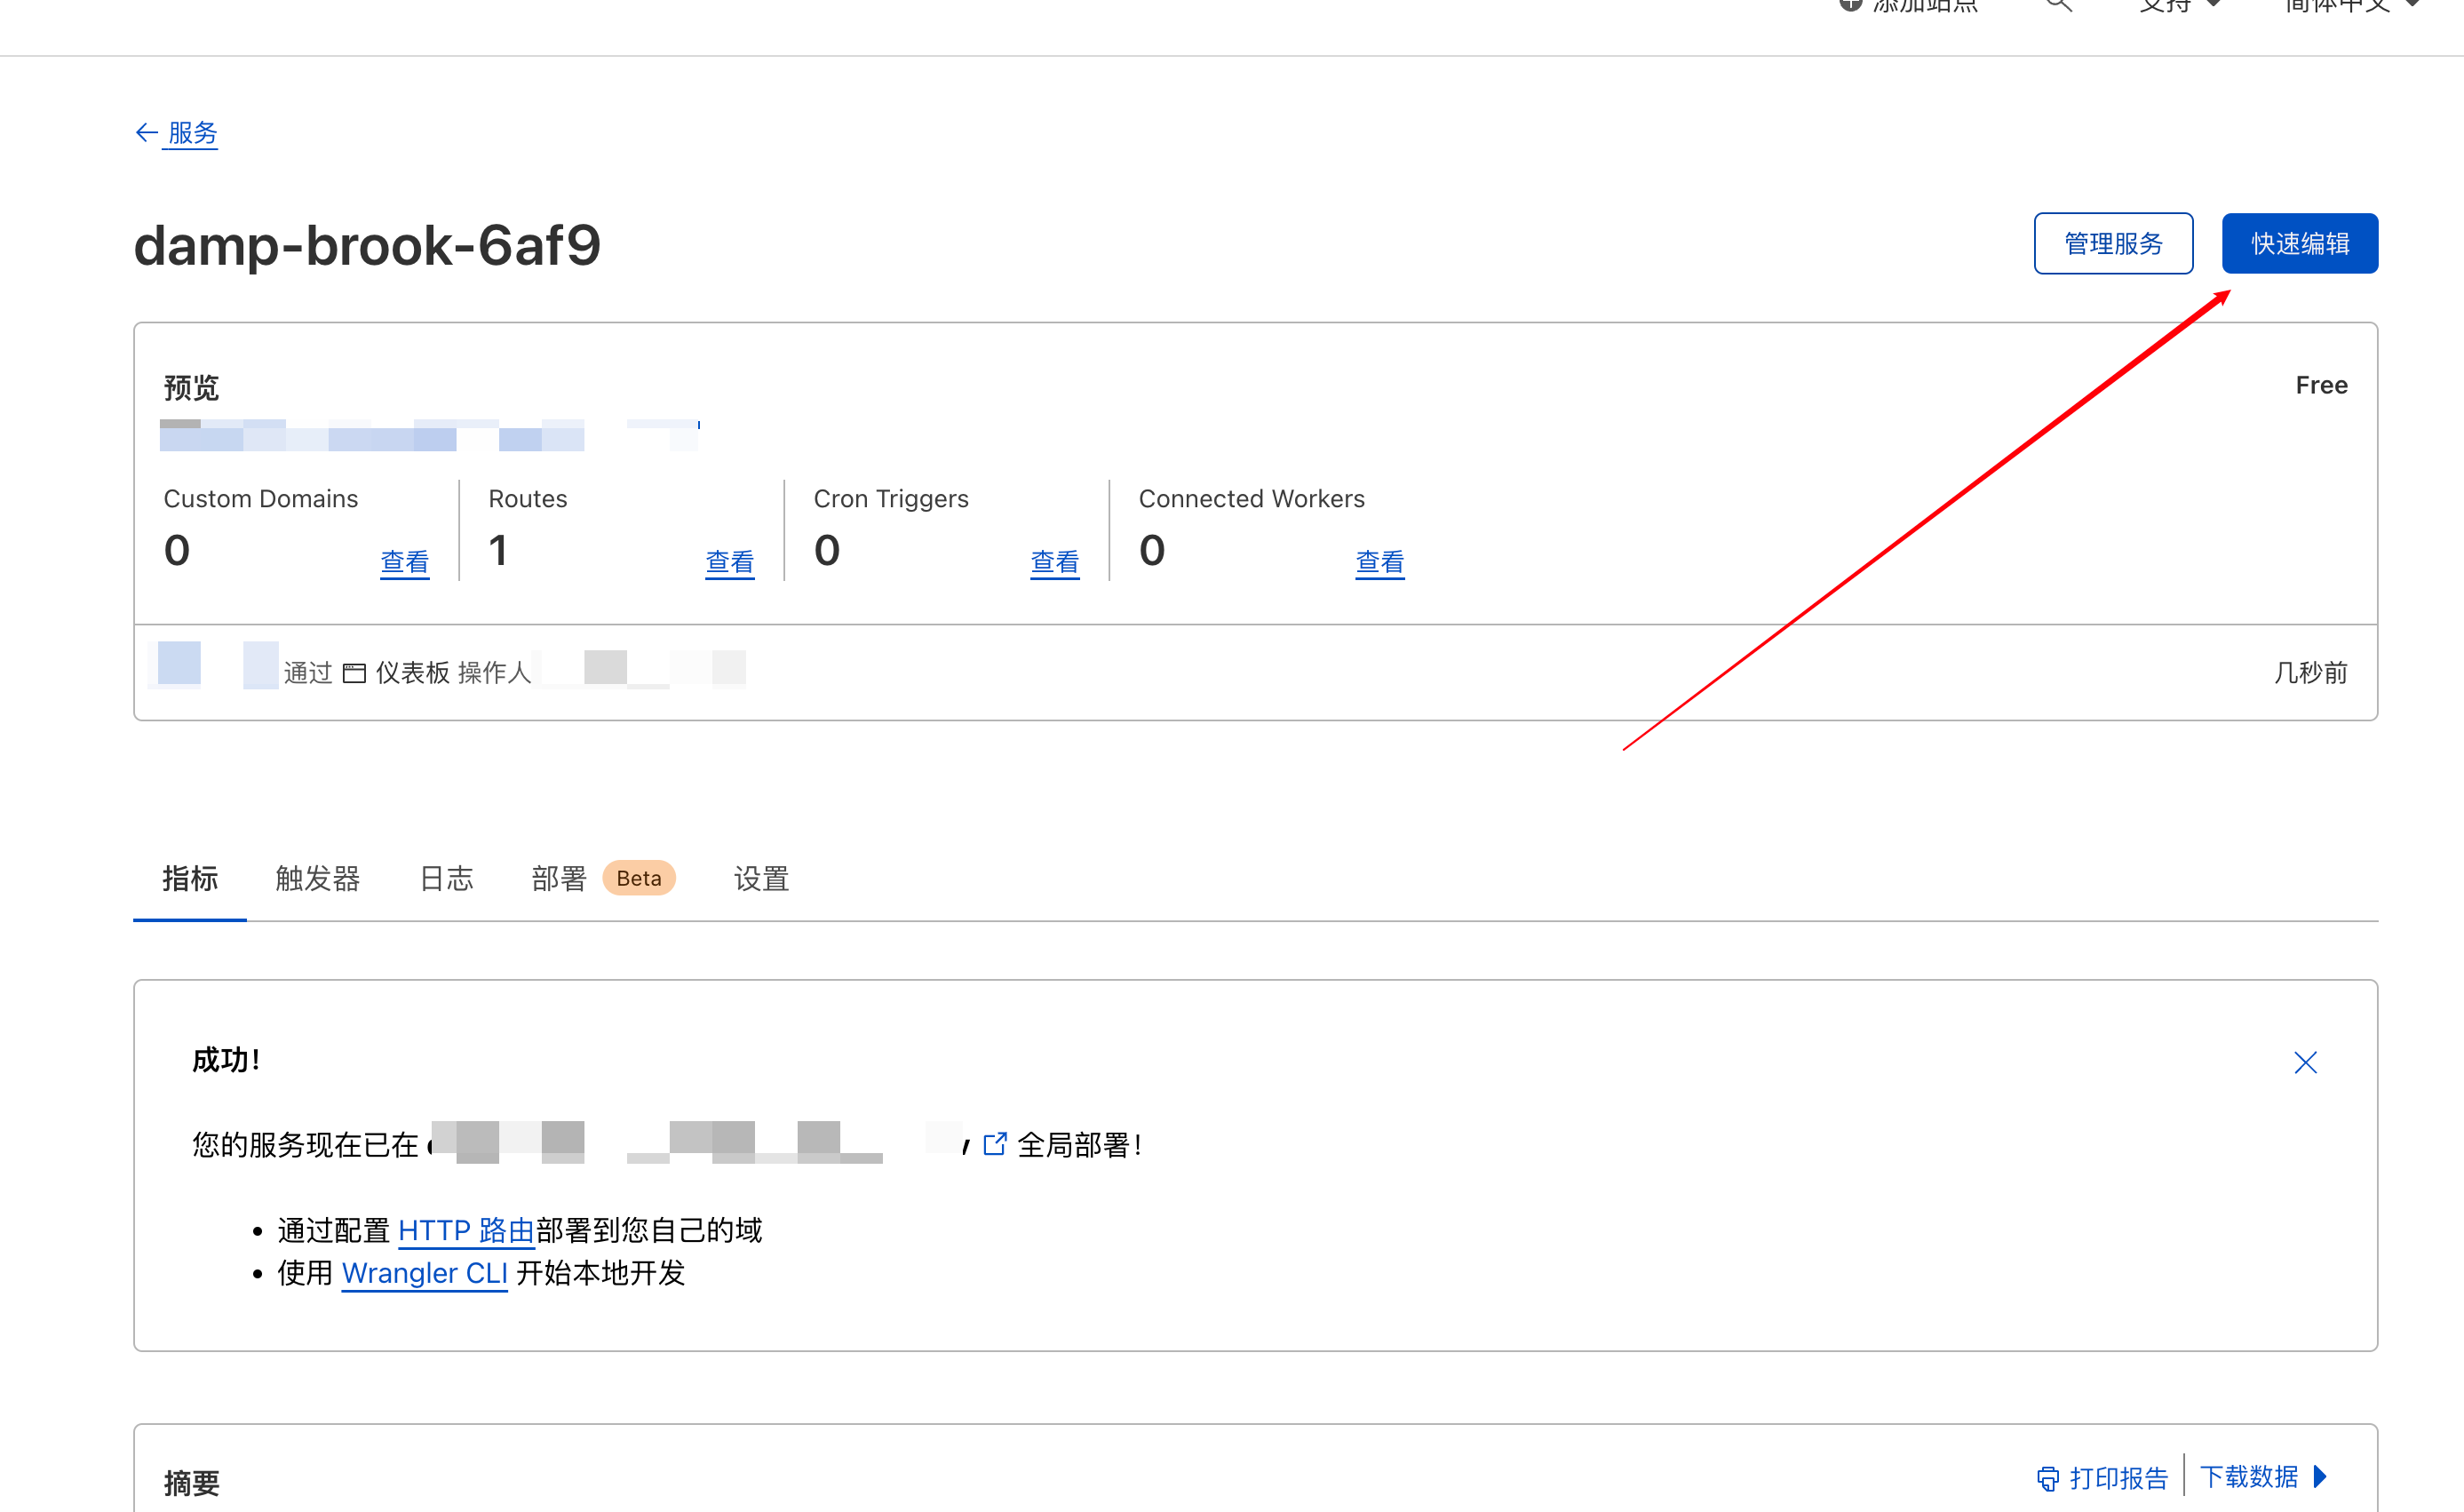 添加站点 支持 简体中文
服务
damp-brook-6af9
管理服务 快速编辑
预览 Free
Custom Domains Routes Cron Triggers Connected Workers
0 查看 1 查看 0 查看 0 查看
通过 仪表板 操作人 几秒前
指标 触发器 日志 部署 Beta 设置
成功！
您的服务现在已在 全局部署！
• 通过配置 HTTP 路由部署到您自己的域
• 使用 Wrangler CLI 开始本地开发
摘要 打印报告 下载数据